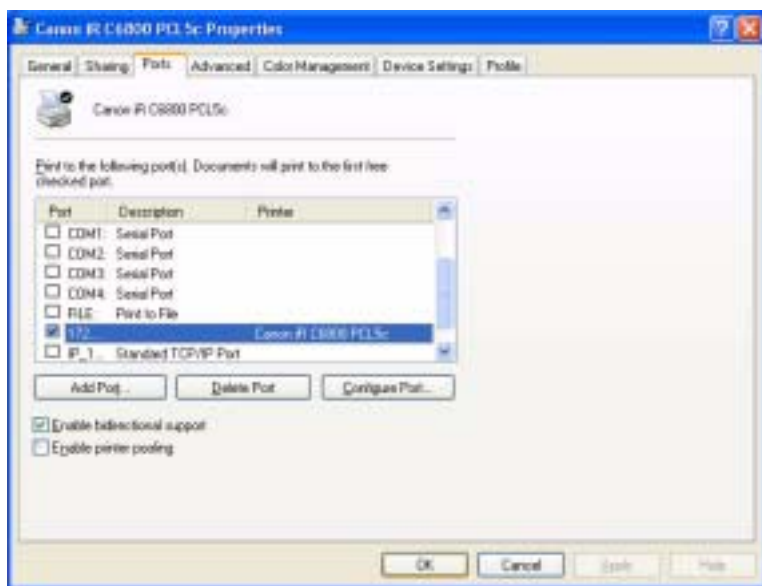 Canon iR C6800 PCL5c Properties
General Sharing Ports Advanced Color Management Device Settings Profile
Canon iR C6800 PCL5c
Print to the following port(s). Documents will print to the first free
checked port.
Port Description Printer
COM1: Serial Port
COM2: Serial Port
COM3: Serial Port
COM4: Serial Port
FILE: Print to File
172... Canon iR C6800 PCL5c
IP_1... Standard TCP/IP Port
Add Port... Delete Port Configure Port...
Enable bidirectional support
Enable printer pooling
OK Cancel Apply Help